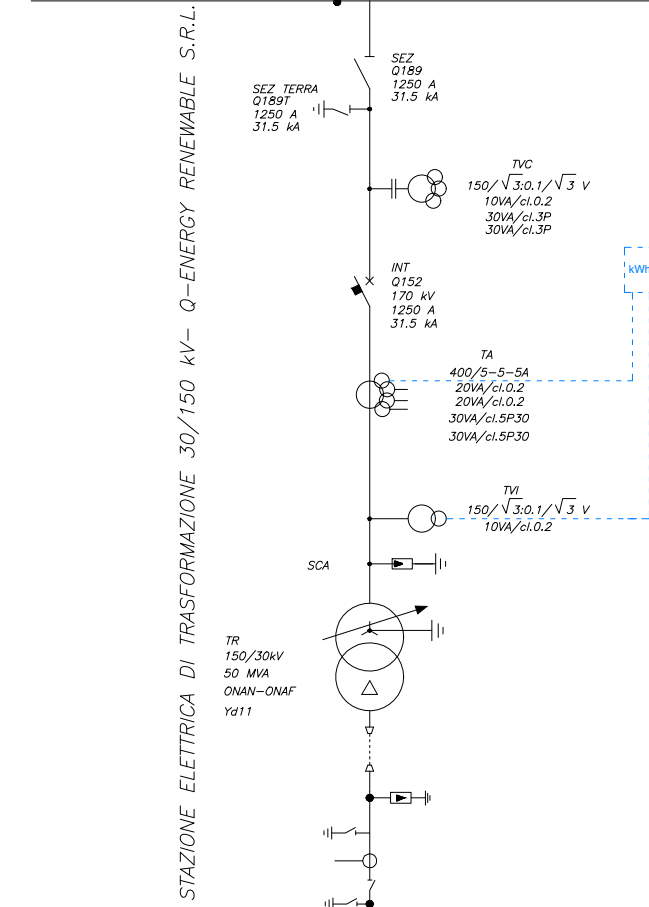 STAZIONE ELETTRICA DI TRASFORMAZIONE 30/150 kV- Q-ENERGY RENEWABLE S.R.L.
SEZ
Q189
1250 A
31.5 kA
SEZ TERRA
Q189T
1250 A
31.5 kA
TVC
150/√3:0.1/√3 V
10VA/cl.0.2
30VA/cl.3P
30VA/cl.3P
INT
Q152
170 kV
1250 A
31.5 kA
kWh
TA
400/5-5-5A
20VA/cl.0.2
20VA/cl.0.2
30VA/cl.5P30
30VA/cl.5P30
TVI
150/√3:0.1/√3 V
10VA/cl.0.2
SCA
TR
150/30kV
50 MVA
ONAN-ONAF
Yd11